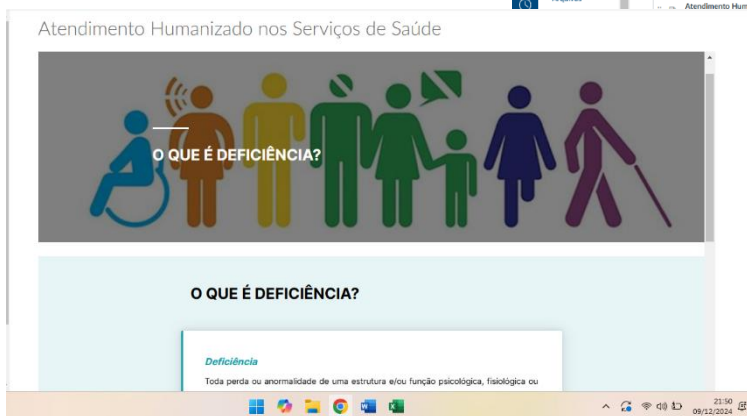 Atendimento Hum
Atendimento Humanizado nos Serviços de Saúde
O QUE É DEFICIÊNCIA?
O QUE É DEFICIÊNCIA?
Deficiência
Toda perda ou anormalidade de uma estrutura e/ou função psicológica, fisiológica ou
21:50
09/12/2024